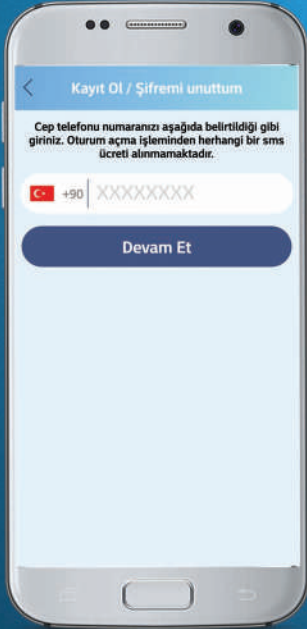 Kayıt Ol / Şifremi unuttum
Cep telefonu numaranızı aşağıda belirtildiği gibi
giriniz. Oturum açma işleminden herhangi bir sms
ücreti alınmamaktadır.
+90 XXXXXXXX
Devam Et